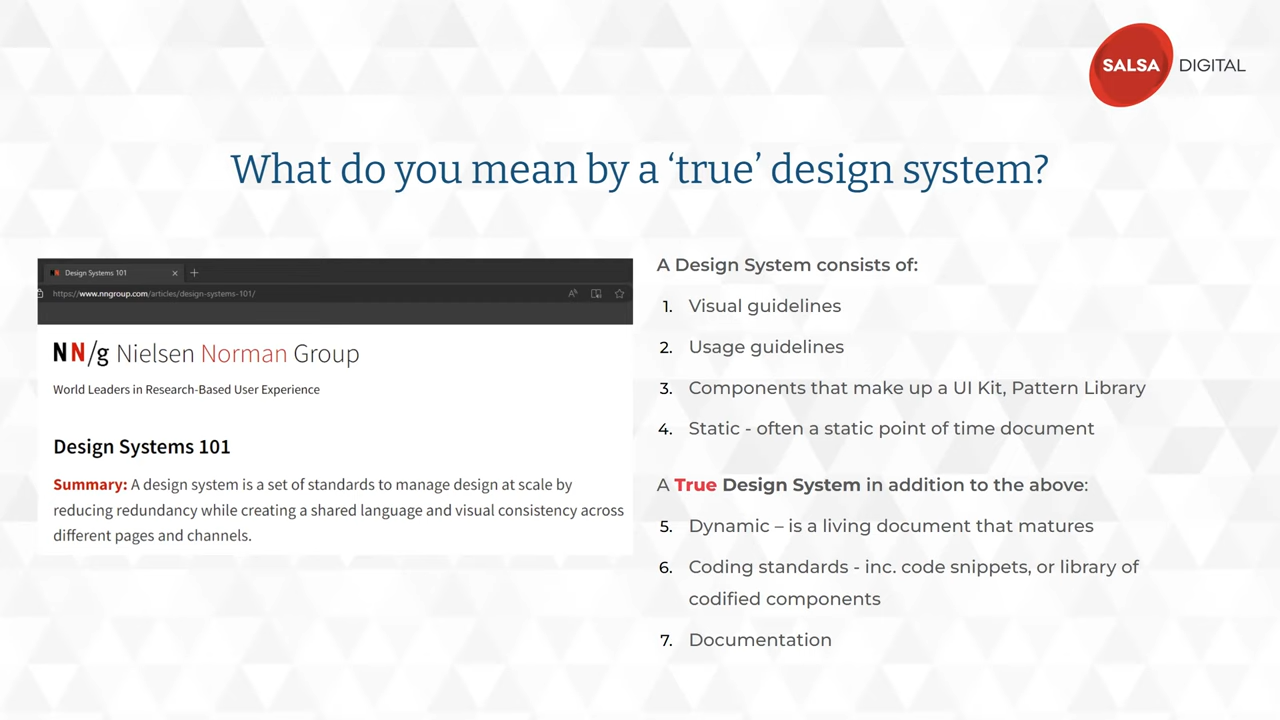 SALSA DIGITAL
What do you mean by a ‘true’ design system?
NN Design Systems 101
https://www.nngroup.com/articles/design-systems-101/
NN/g Nielsen Norman Group
World Leaders in Research-Based User Experience
Design Systems 101
Summary: A design system is a set of standards to manage design at scale by
reducing redundancy while creating a shared language and visual consistency across
different pages and channels.
A Design System consists of:
1. Visual guidelines
2. Usage guidelines
3. Components that make up a UI Kit, Pattern Library
4. Static - often a static point of time document
A True Design System in addition to the above:
5. Dynamic – is a living document that matures
6. Coding standards - inc. code snippets, or library of
codified components
7. Documentation